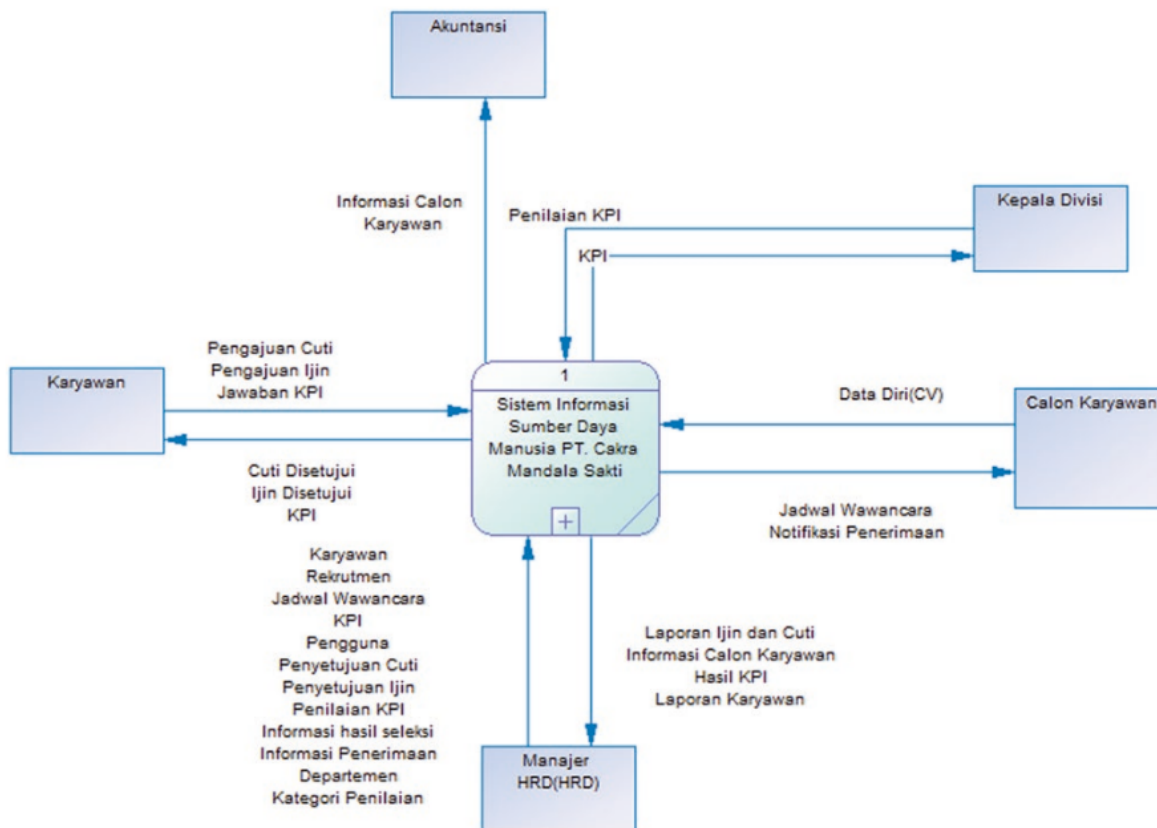 Akuntansi
Informasi Calon
Karyawan
Penilaian KPI
KPI
Kepala Divisi
Pengajuan Cuti
Pengajuan Ijin
Jawaban KPI
Karyawan
1
Sistem Informasi
Sumber Daya
Manusia PT. Cakra
Mandala Sakti
Data Diri(CV)
Calon Karyawan
Cuti Disetujui
Ijin Disetujui
KPI
Jadwal Wawancara
Notifikasi Penerimaan
Karyawan
Rekrutmen
Jadwal Wawancara
KPI
Pengguna
Penyetujuan Cuti
Penyetujuan Ijin
Penilaian KPI
Informasi hasil seleksi
Informasi Penerimaan
Departemen
Kategori Penilaian
Laporan Ijin dan Cuti
Informasi Calon Karyawan
Hasil KPI
Laporan Karyawan
Manajer
HRD(HRD)